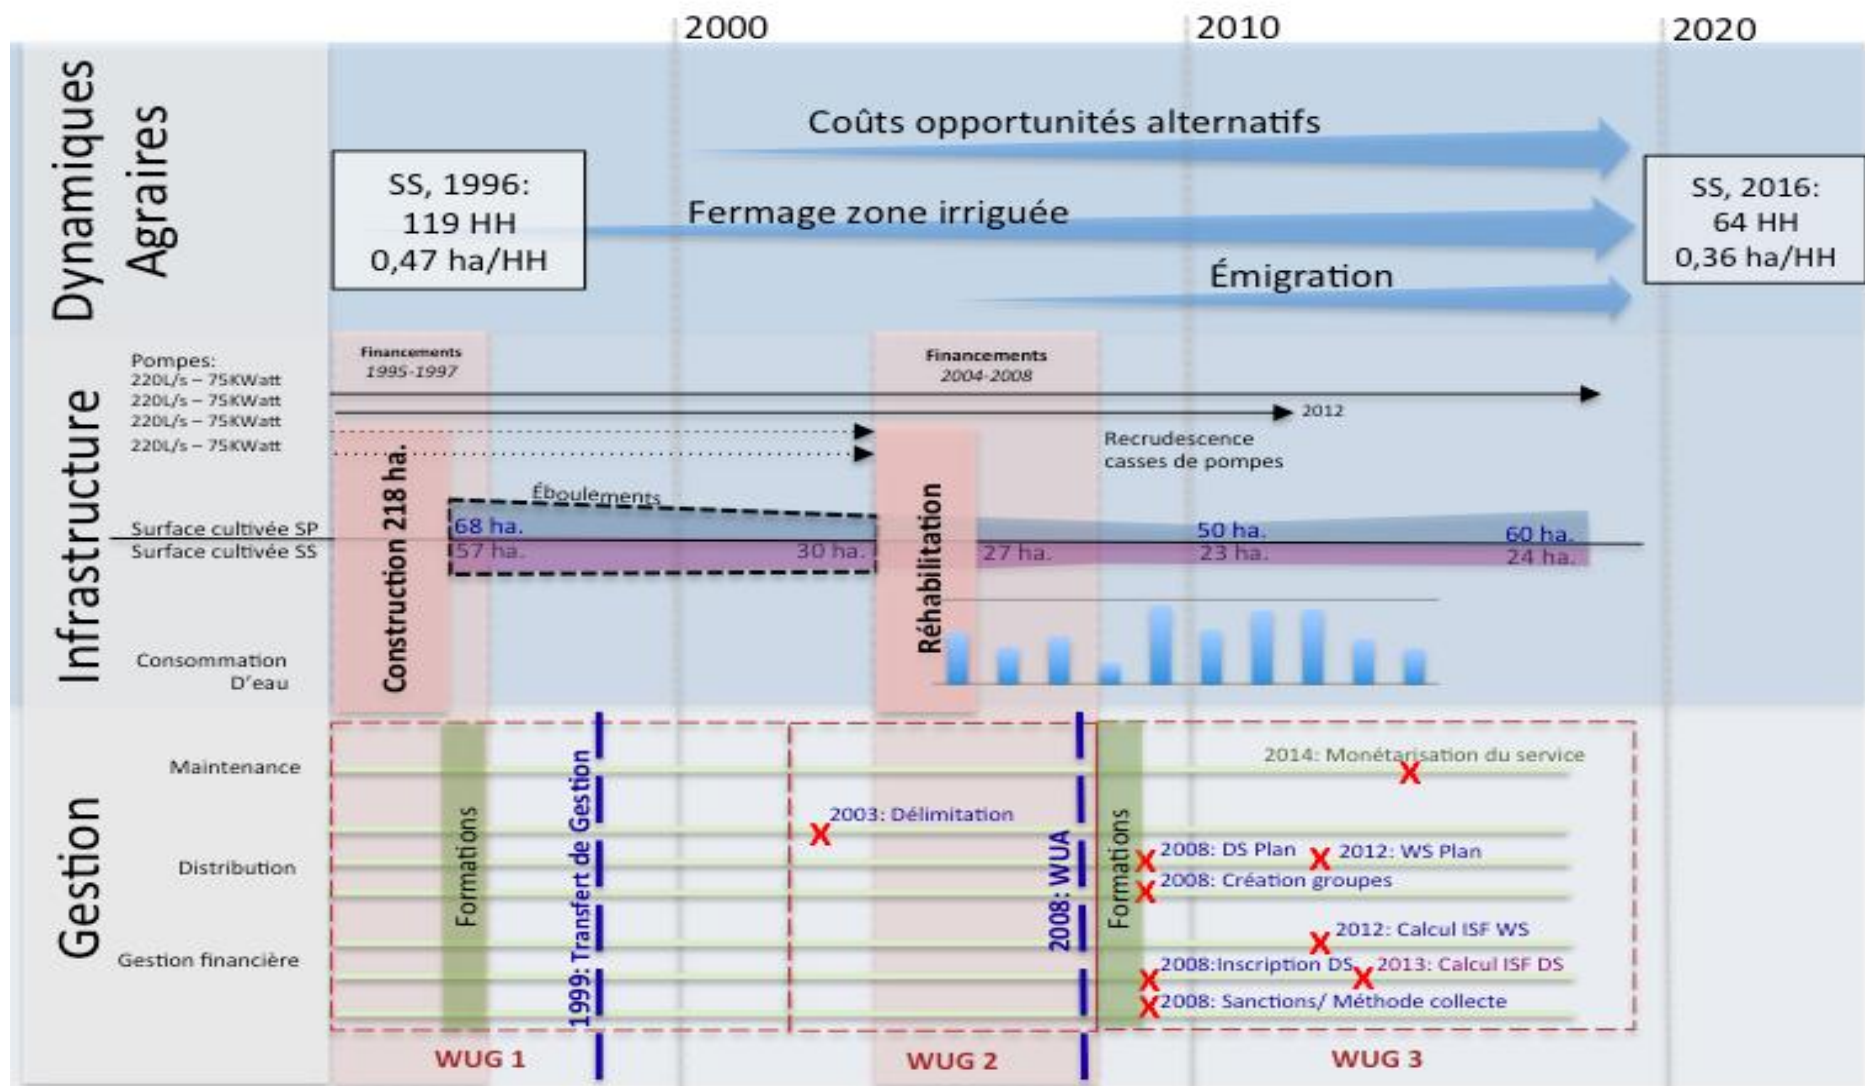 2000
2010
2020
Dynamiques
Agraires
Coûts opportunités alternatifs
SS, 1996:
119 HH
0,47 ha/HH
Fermage zone irriguée
Émigration
SS, 2016:
64 HH
0,36 ha/HH
Infrastructure
Pompes:
220L/s – 75KWatt
220L/s – 75KWatt
220L/s – 75KWatt
220L/s – 75KWatt
Financements
1995-1997
Financements
2004-2008
2012
Recrudescence
casses de pompes
Construction 218 ha.
Éboulements
Réhabilitation
Surface cultivée SP
Surface cultivée SS
68 ha.
57 ha.
30 ha.
27 ha.
50 ha.
23 ha.
60 ha.
24 ha.
Consommation
D'eau
Gestion
Maintenance
Distribution
Gestion financière
Formations
1999: Transfert de Gestion
2003: Délimitation
2008: WUA
Formations
2014: Monétarisation du service
2008: DS Plan
2012: WS Plan
2008: Création groupes
2012: Calcul ISF WS
2008:Inscription DS
2013: Calcul ISF DS
2008: Sanctions/ Méthode collecte
WUG 1
WUG 2
WUG 3